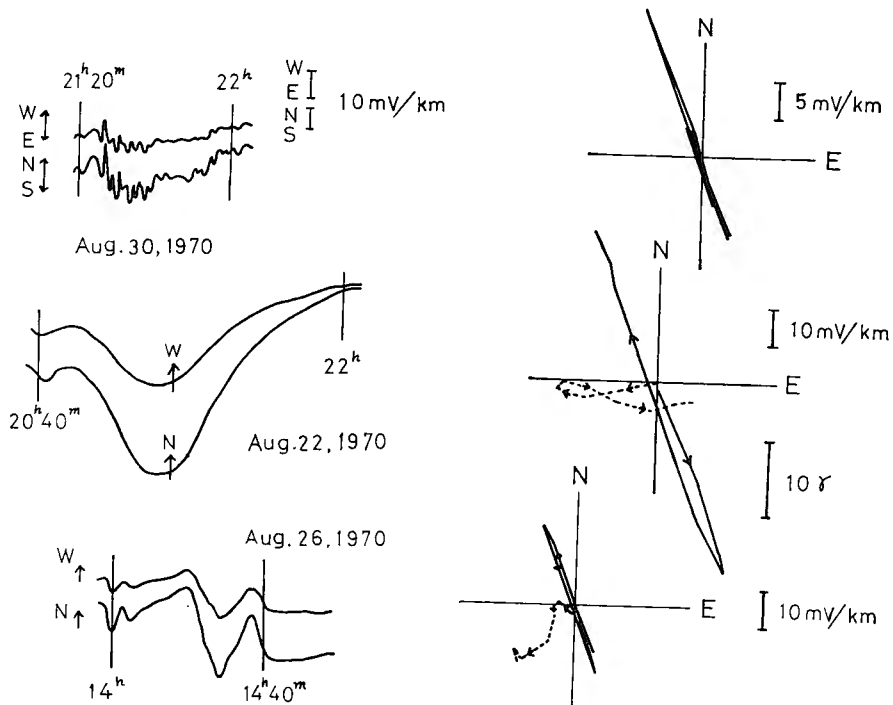 21ʰ20ᵐ 22ʰ
W
E
N
S
W
E
N
S
10 mV/km
Aug. 30, 1970
N
E
5 mV/km
W
N
20ʰ40ᵐ
22ʰ
Aug. 22, 1970
N
E
10 mV/km
10 γ
Aug. 26, 1970
W
N
14ʰ
14ʰ40ᵐ
N
E
10 mV/km